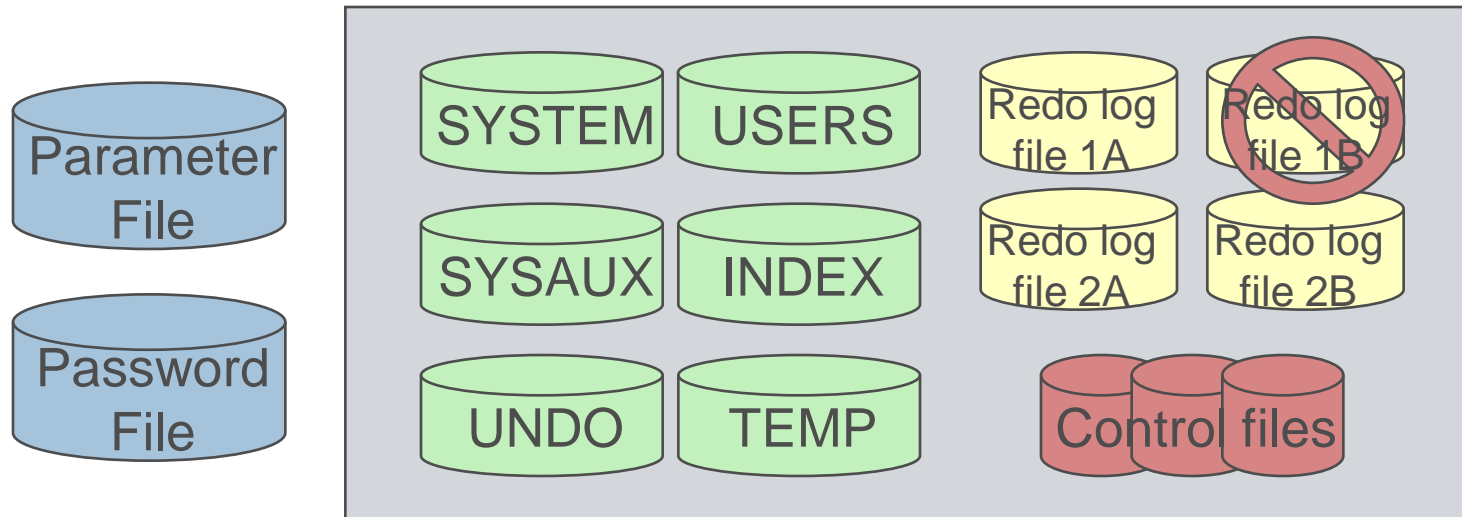 Parameter
File
Password
File
SYSTEM
USERS
SYSAUX
INDEX
UNDO
TEMP
Redo log
file 1A
Redo log
file 1B
Redo log
file 2A
Redo log
file 2B
Control files